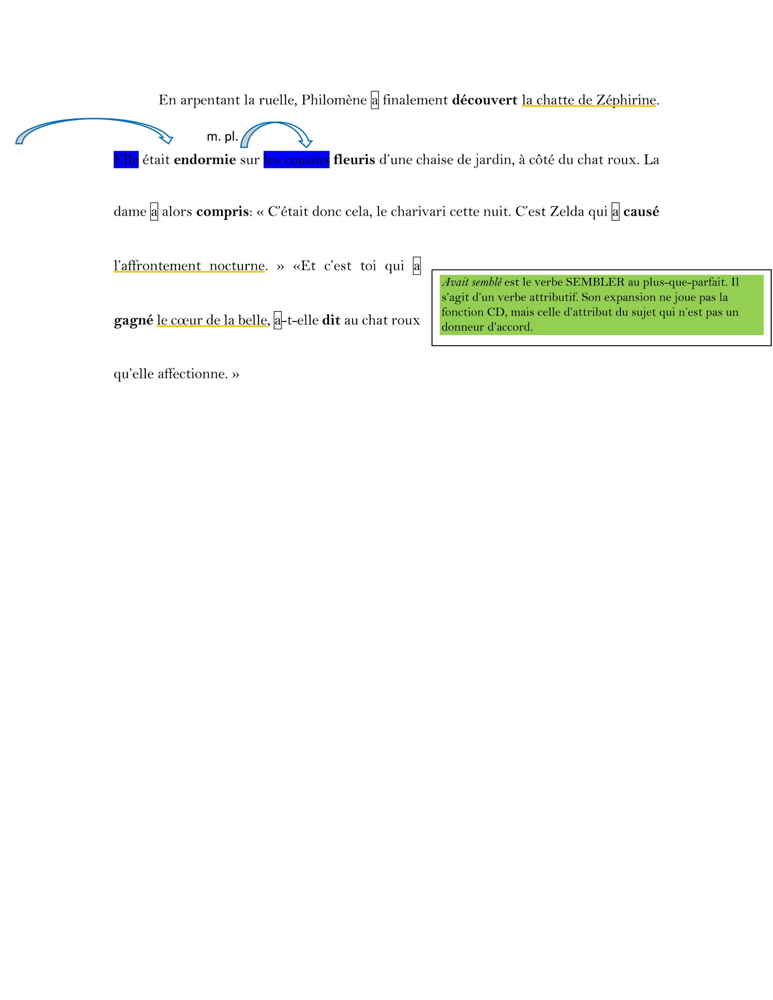 En arpentant la ruelle, Philomène a finalement découvert la chatte de Zéphirine.
m. pl.
Elle était endormie sur les cousins fleuris d’une chaise de jardin, à côté du chat roux. La
dame a alors compris: « C’était donc cela, le charivari cette nuit. C’est Zelda qui a causé
l’affrontement nocturne. » «Et c’est toi qui a
gagné le cœur de la belle, a-t-elle dit au chat roux
qu’elle affectionne. »
Avait semblé est le verbe SEMBLER au plus-que-parfait. Il
s’agit d’un verbe attributif. Son expansion ne joue pas la
fonction CD, mais celle d’attribut du sujet qui n’est pas un
donneur d’accord.